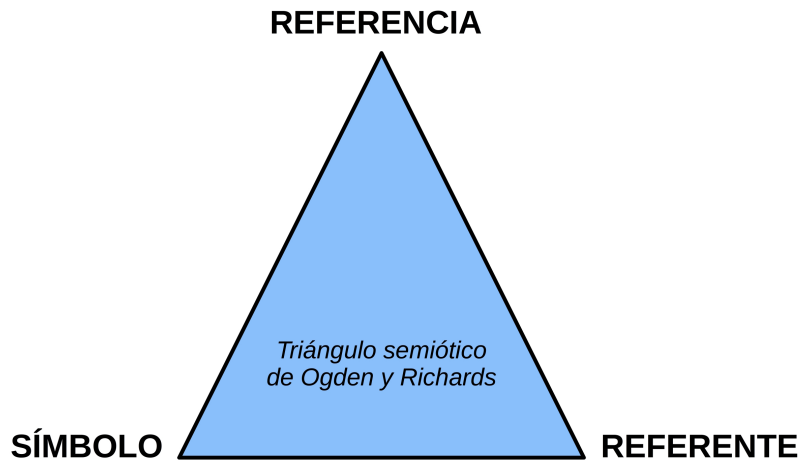 REFERENCIA
Triángulo semiótico
de Ogden y Richards
SÍMBOLO
REFERENTE